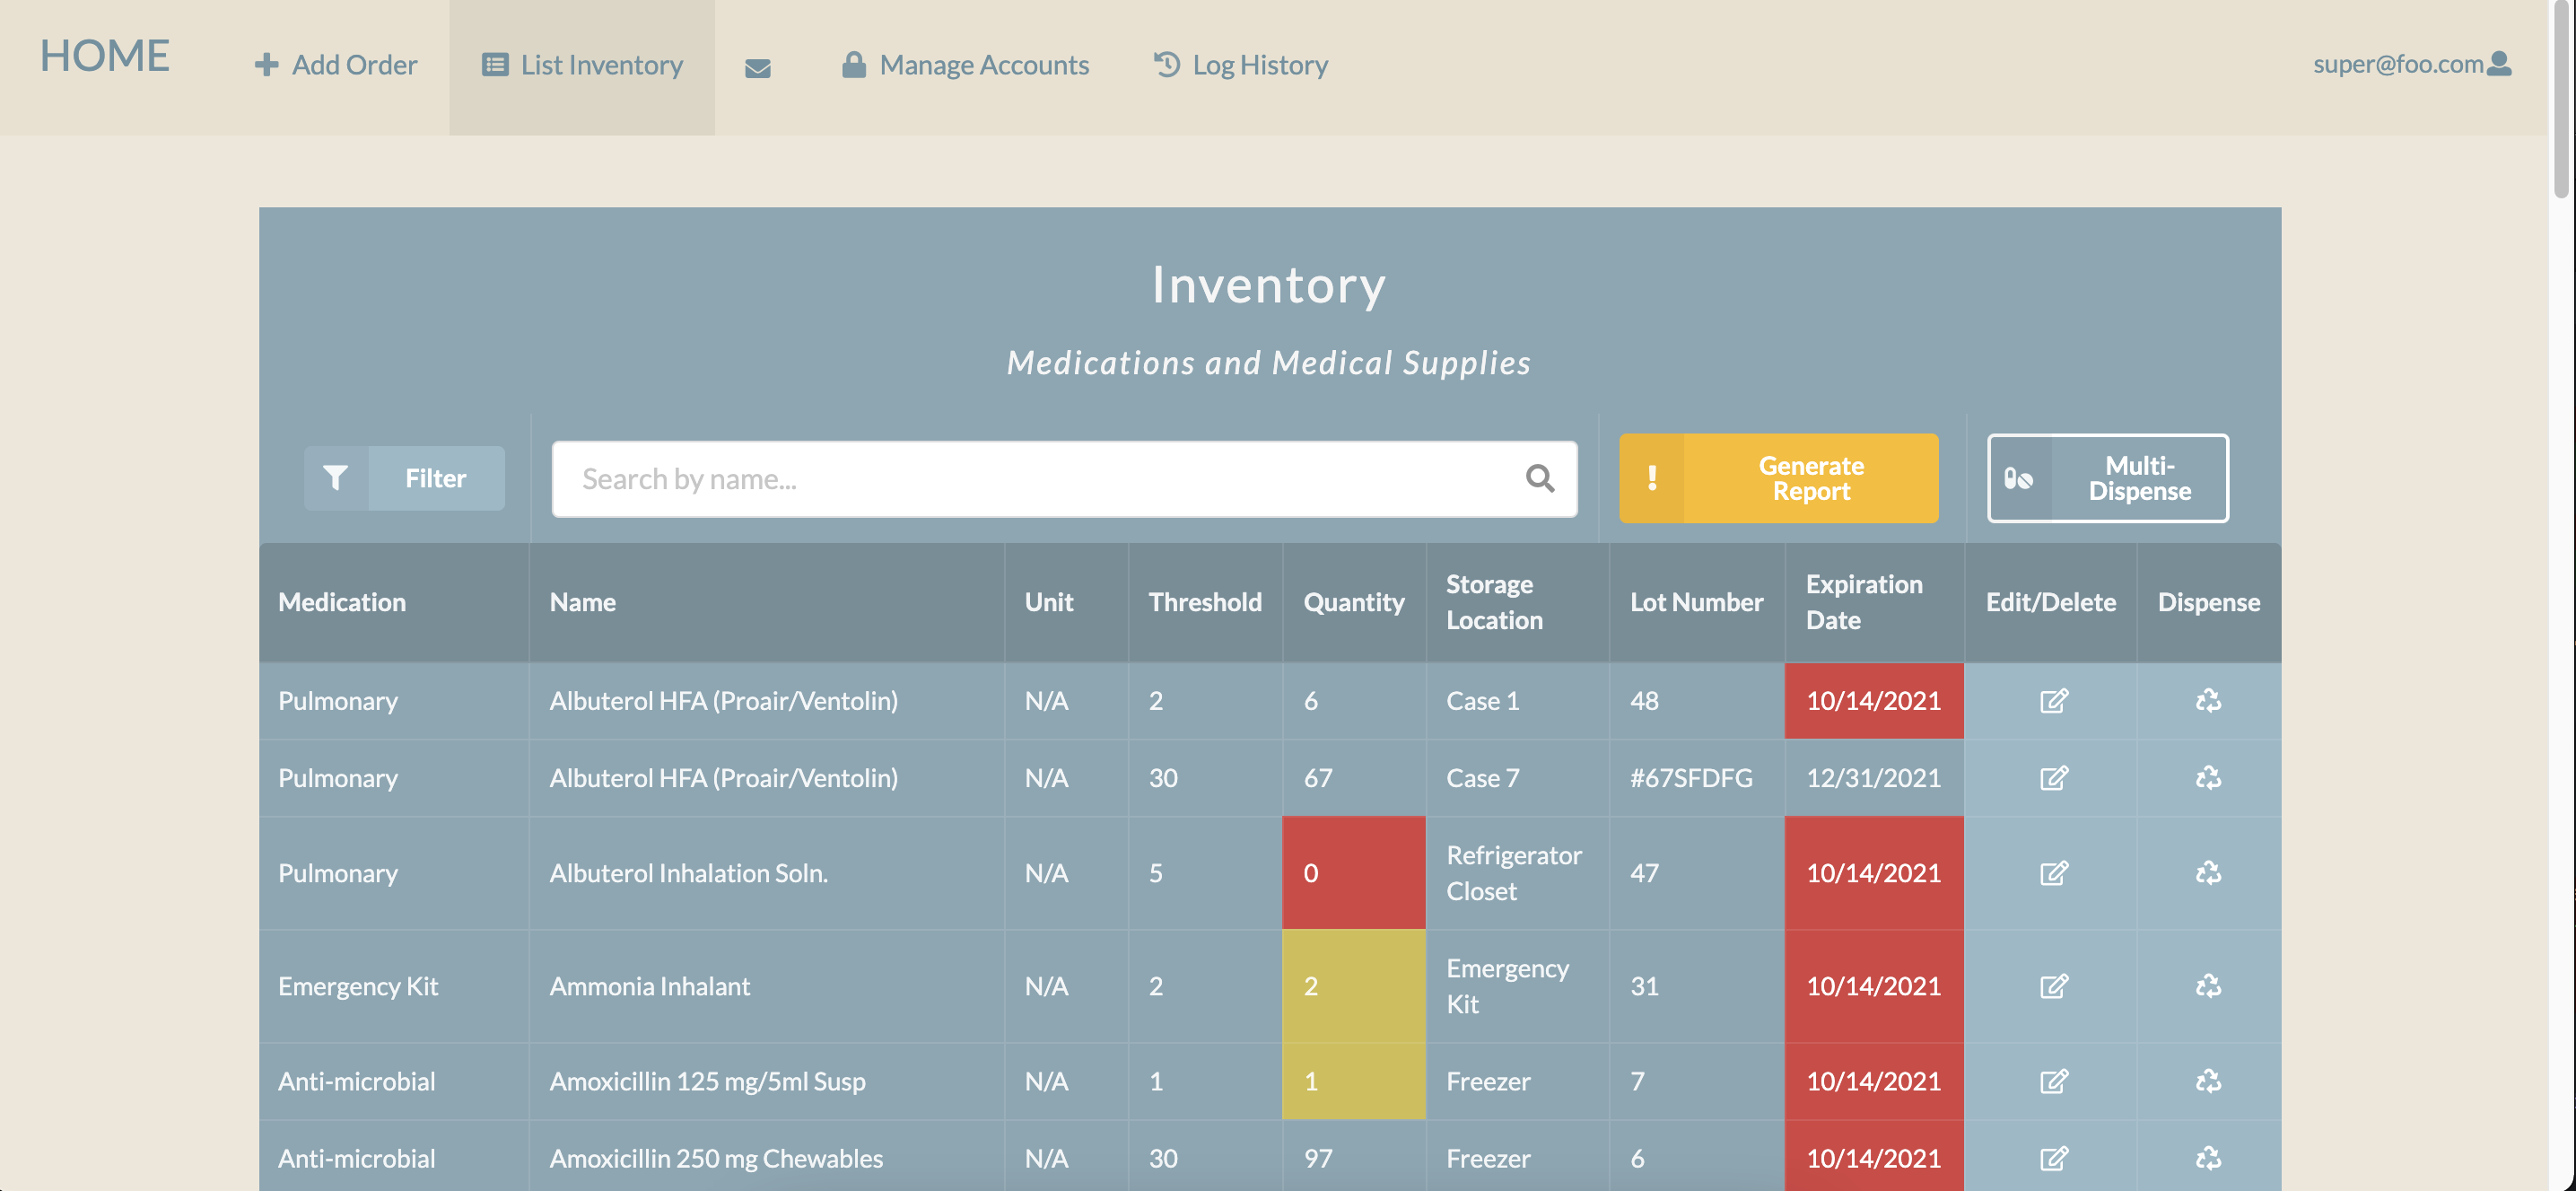 HOME
Add Order
List Inventory
Manage Accounts
Log History
super@foo.com
Inventory
Medications and Medical Supplies
Filter
Search by name...
Generate
Report
Multi-
Dispense
Medication Name Unit Threshold Quantity Storage Location Lot Number Expiration Date Edit/Delete Dispense
Pulmonary Albuterol HFA (Proair/Ventolin) N/A 2 6 Case 1 48 10/14/2021
Pulmonary Albuterol HFA (Proair/Ventolin) N/A 30 67 Case 7 #67SFDFG 12/31/2021
Pulmonary Albuterol Inhalation Soln. N/A 5 0 Refrigerator Closet 47 10/14/2021
Emergency Kit Ammonia Inhalant N/A 2 2 Emergency Kit 31 10/14/2021
Anti-microbial Amoxicillin 125 mg/5ml Susp N/A 1 1 Freezer 7 10/14/2021
Anti-microbial Amoxicillin 250 mg Chewables N/A 30 97 Freezer 6 10/14/2021